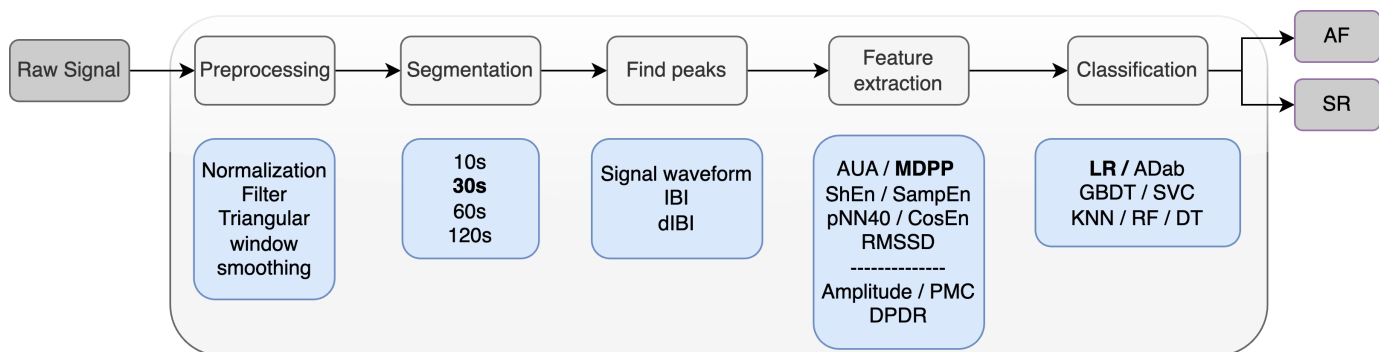 Raw Signal
Preprocessing
Segmentation
Find peaks
Feature
extraction
Classification
AF
SR
Normalization
Filter
Triangular
window
smoothing
10s
30s
60s
120s
Signal waveform
IBI
dIBI
AUA / MDPP
ShEn / SampEn
pNN40 / CosEn
RMSSD
--------------
Amplitude / PMC
DPDR
LR / ADab
GBDT / SVC
KNN / RF / DT